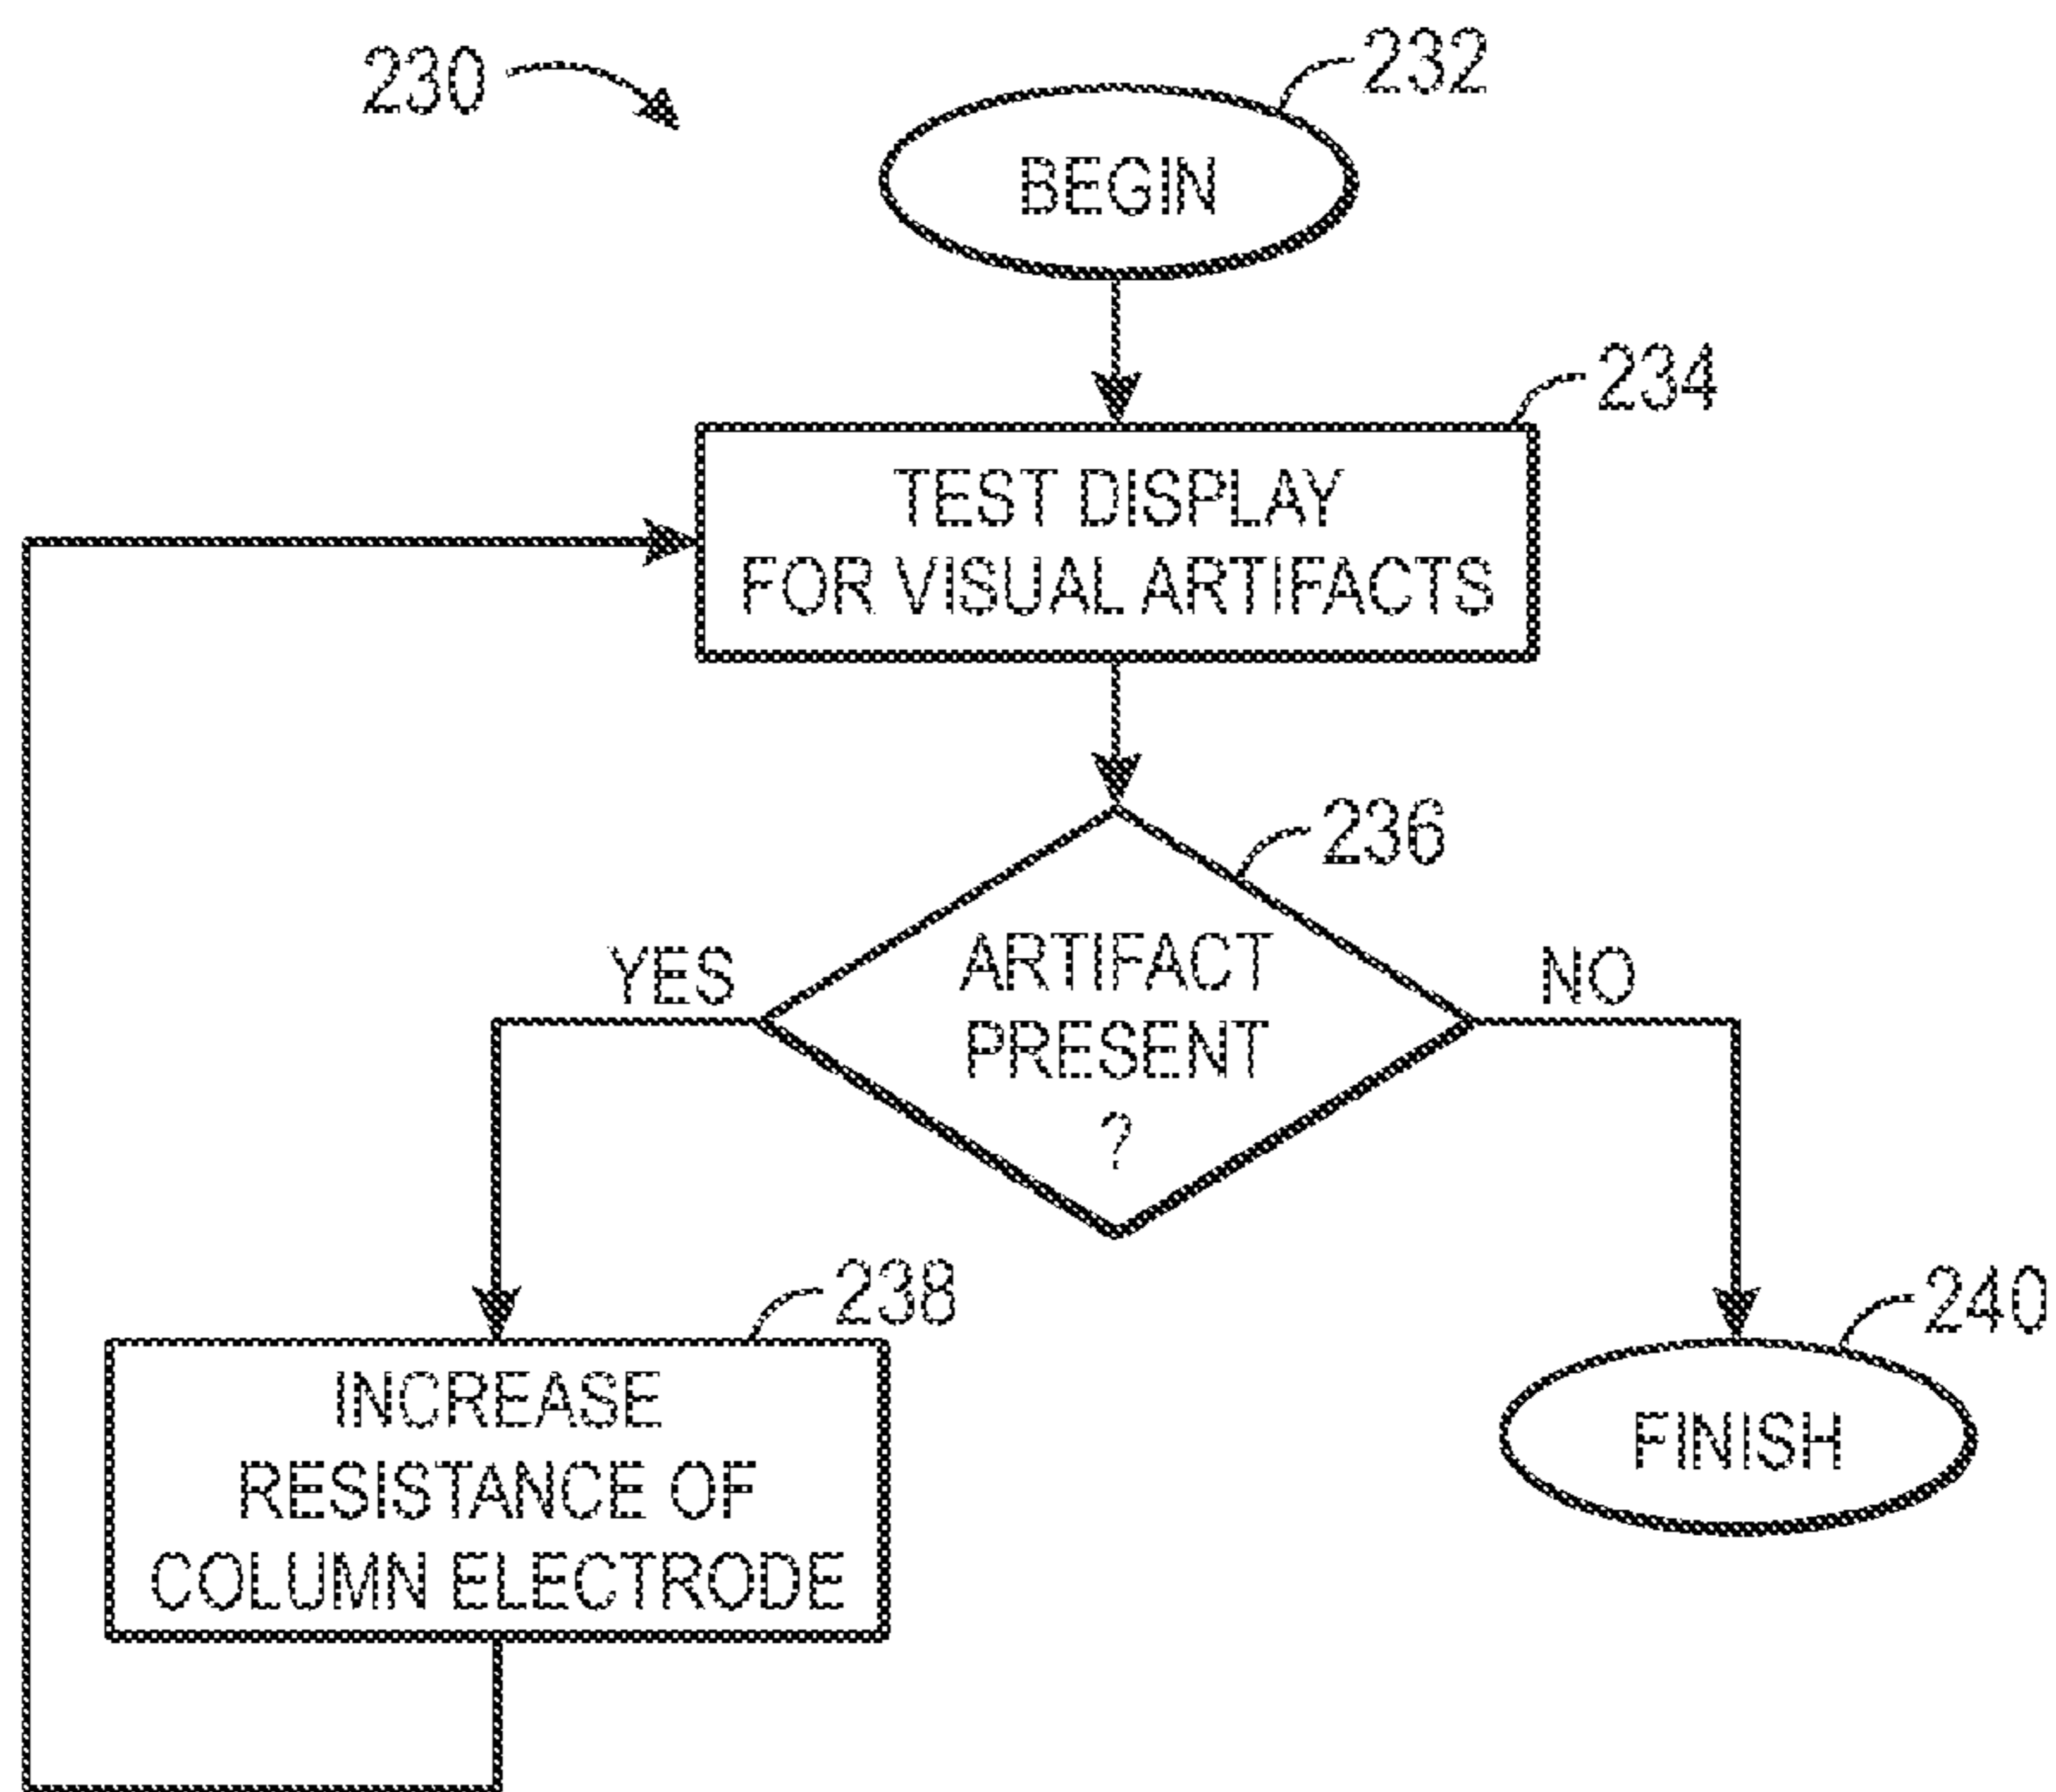 230
232
BEGIN
234
TEST DISPLAY
FOR VISUAL ARTIFACTS
236
YES
ARTIFACT
PRESENT
?
NO
238
INCREASE
RESISTANCE OF
COLUMN ELECTRODE
240
FINISH